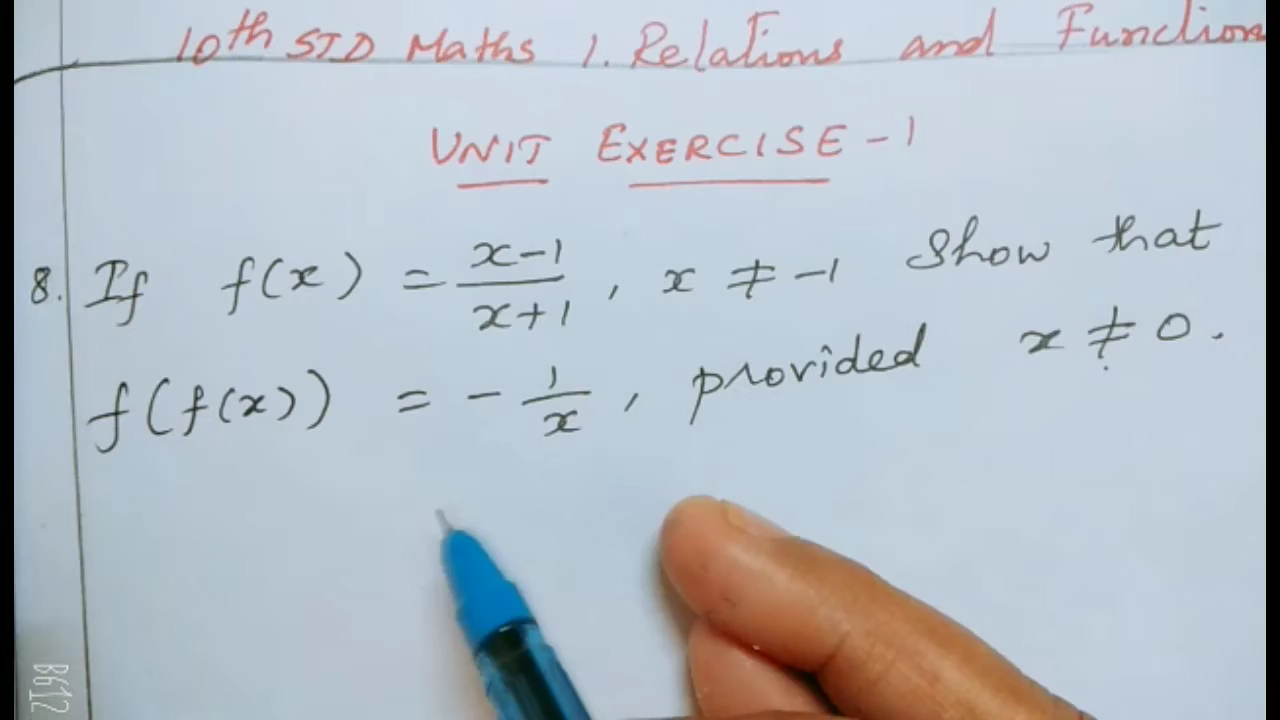 10th STD Maths 1. Relations and Function
UNIT EXERCISE-1
8. If f(x) = x-1/x+1, x ≠ -1 show that
f(f(x)) = -1/x, provided x ≠ 0.
B612